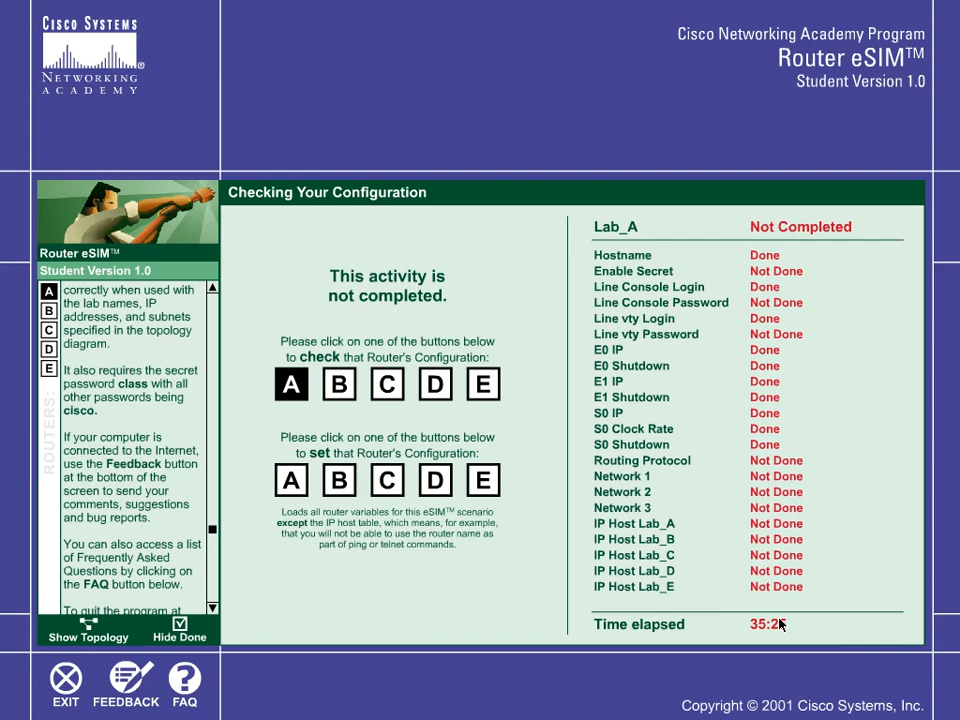 CISCO SYSTEMS
NETWORKING
ACADEMY
®
Cisco Networking Academy Program
Router eSIM™
Student Version 1.0
Router eSIM™
Student Version 1.0
A
B
C
D
E
ROUTERS:
correctly when used with
the lab names, IP
addresses, and subnets
specified in the topology
diagram.
It also requires the secret
password class with all
other passwords being
cisco.
If your computer is
connected to the Internet,
use the Feedback button
at the bottom of the
screen to send your
comments, suggestions
and bug reports.
You can also access a list
of Frequently Asked
Questions by clicking on
the FAQ button below.
To quit the program at
Show Topology
Hide Done
Checking Your Configuration
This activity is
not completed.
Please click on one of the buttons below
to check that Router's Configuration:
A B C D E
Please click on one of the buttons below
to set that Router's Configuration:
A B C D E
Loads all router variables for this eSIM™ scenario
except the IP host table, which means, for example,
that you will not be able to use the router name as
part of ping or telnet commands.
Lab_A Not Completed
Hostname Done
Enable Secret Not Done
Line Console Login Done
Line Console Password Not Done
Line vty Login Done
Line vty Password Not Done
E0 IP Done
E0 Shutdown Done
E1 IP Done
E1 Shutdown Done
S0 IP Done
S0 Clock Rate Done
S0 Shutdown Done
Routing Protocol Not Done
Network 1 Not Done
Network 2 Not Done
Network 3 Not Done
IP Host Lab_A Not Done
IP Host Lab_B Not Done
IP Host Lab_C Not Done
IP Host Lab_D Not Done
IP Host Lab_E Not Done
Time elapsed
EXIT
FEEDBACK
FAQ
Copyright © 2001 Cisco Systems, Inc.